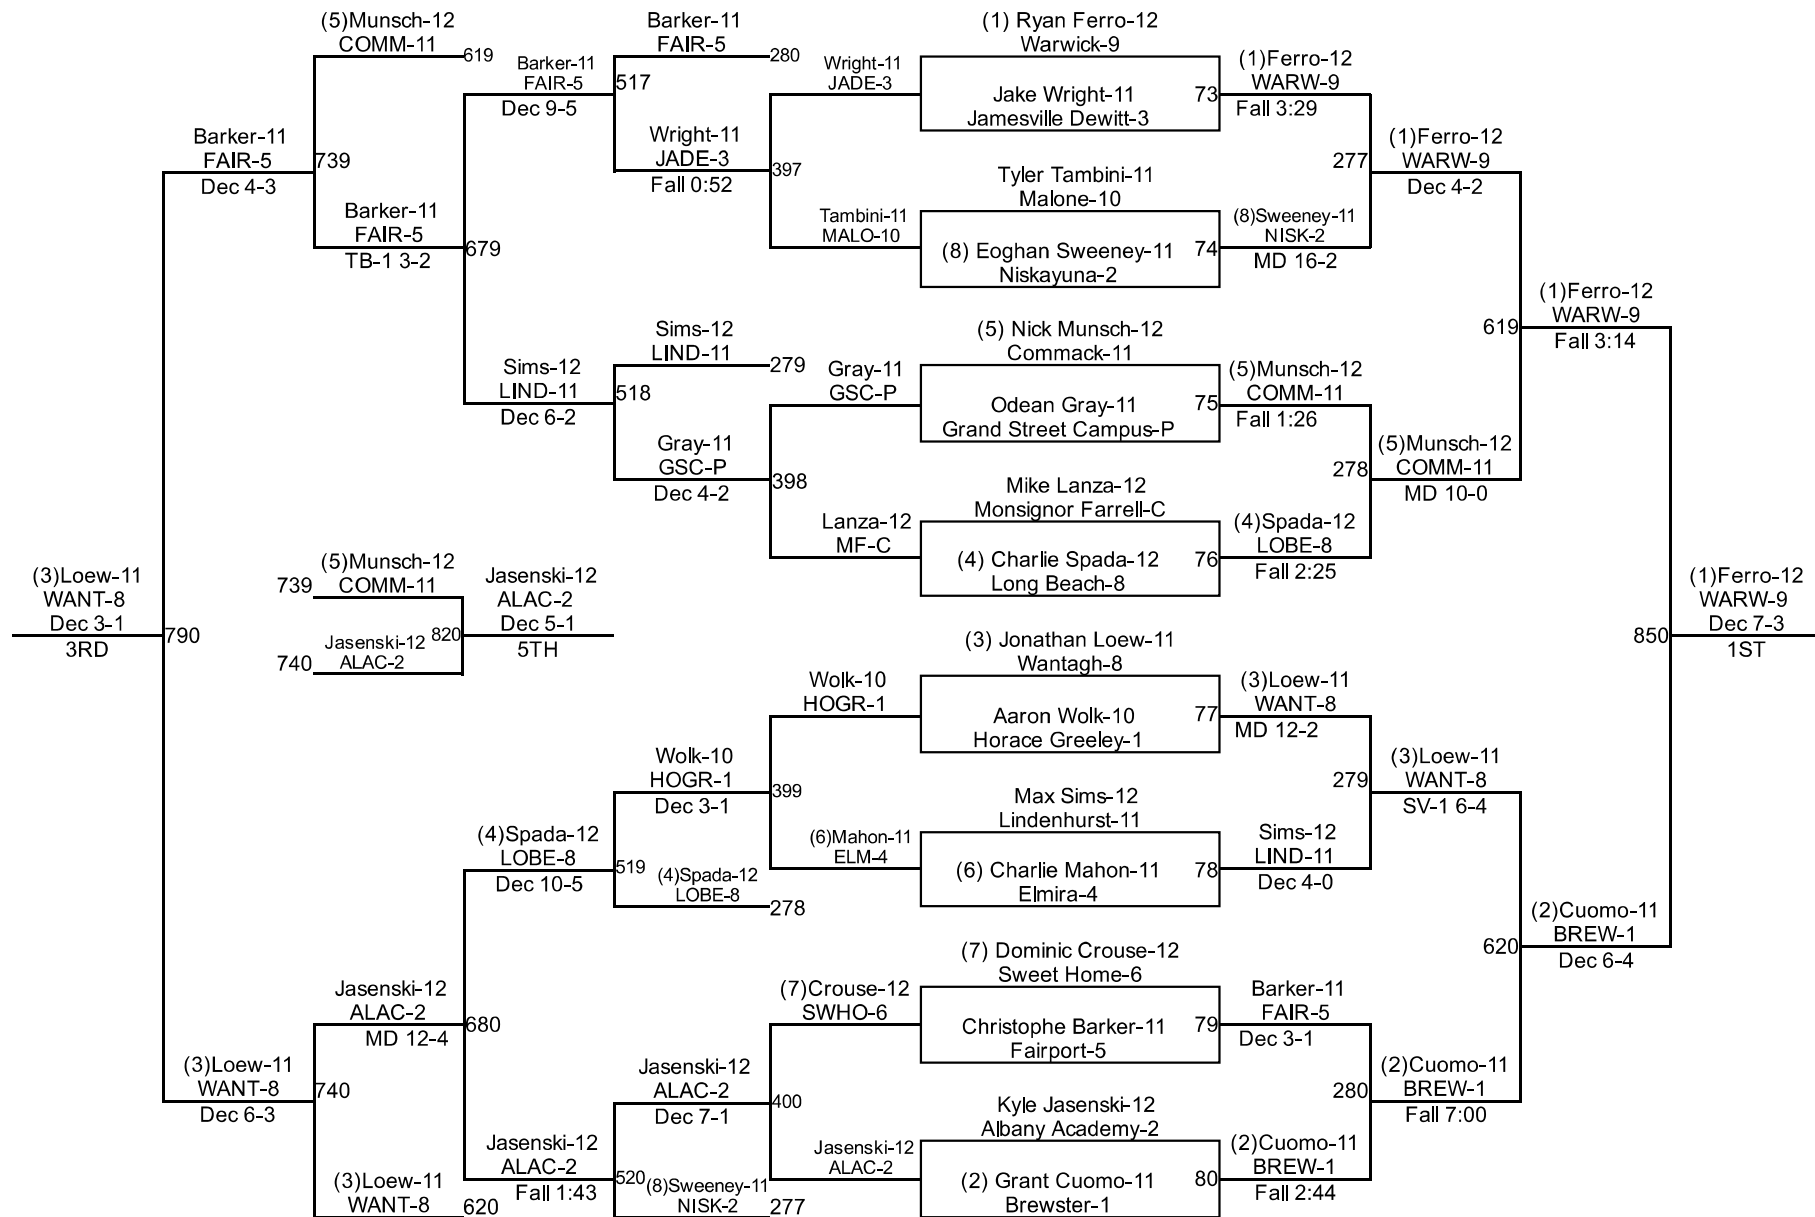 (5)Munsch-12
COMM-11
619
Barker-11
FAIR-5
Dec 4-3
739
Barker-11
FAIR-5
TB-1 3-2
679
Barker-11
FAIR-5
Dec 9-5
517
Barker-11
FAIR-5
280
Wright-11
JADE-3
Fall 0:52
397
Wright-11
JADE-3
Tambini-11
MALO-10
Sims-12
LIND-11
Dec 6-2
518
Sims-12
LIND-11
279
Gray-11
GSC-P
Dec 4-2
398
Gray-11
GSC-P
Lanza-12
MF-C
(1) Ryan Ferro-12
Warwick-9
Jake Wright-11
Jamesville Dewitt-3
73
Tyler Tambini-11
Malone-10
(8) Eoghan Sweeney-11
Niskayuna-2
74
(5) Nick Munsch-12
Commack-11
Odean Gray-11
Grand Street Campus-P
75
Mike Lanza-12
Monsignor Farrell-C
(4) Charlie Spada-12
Long Beach-8
76
(1)Ferro-12
WARW-9
Fall 3:29
277
(8)Sweeney-11
NISK-2
MD 16-2
(1)Ferro-12
WARW-9
Dec 4-2
619
(5)Munsch-12
COMM-11
Fall 1:26
278
(4)Spada-12
LOBE-8
Fall 2:25
(5)Munsch-12
COMM-11
MD 10-0
(1)Ferro-12
WARW-9
Fall 3:14
850
(1)Ferro-12
WARW-9
Dec 7-3
1ST
(3)Loew-11
WANT-8
Dec 3-1
3RD
790
739
(5)Munsch-12
COMM-11
740
Jasenski-12
ALAC-2
820
Jasenski-12
ALAC-2
Dec 5-1
5TH
Wolk-10
HOGR-1
Wolk-10
HOGR-1
Dec 3-1
399
(6)Mahon-11
ELM-4
(4)Spada-12
LOBE-8
Dec 10-5
519
(4)Spada-12
LOBE-8
278
Jasenski-12
ALAC-2
MD 12-4
680
(3)Loew-11
WANT-8
Dec 6-3
740
(3)Loew-11
WANT-8
620
Jasenski-12
ALAC-2
Fall 1:43
520
Jasenski-12
ALAC-2
Dec 7-1
400
(8)Sweeney-11
NISK-2
277
(7)Crouse-12
SWHO-6
Jasenski-12
ALAC-2
(3) Jonathan Loew-11
Wantagh-8
Aaron Wolk-10
Horace Greeley-1
77
Max Sims-12
Lindenhurst-11
(6) Charlie Mahon-11
Elmira-4
78
(7) Dominic Crouse-12
Sweet Home-6
Christophe Barker-11
Fairport-5
79
Kyle Jasenski-12
Albany Academy-2
(2) Grant Cuomo-11
Brewster-1
80
(3)Loew-11
WANT-8
MD 12-2
279
Sims-12
LIND-11
Dec 4-0
(3)Loew-11
WANT-8
SV-1 6-4
620
Barker-11
FAIR-5
Dec 3-1
280
(2)Cuomo-11
BREW-1
Fall 2:44
(2)Cuomo-11
BREW-1
Fall 7:00
(2)Cuomo-11
BREW-1
Dec 6-4